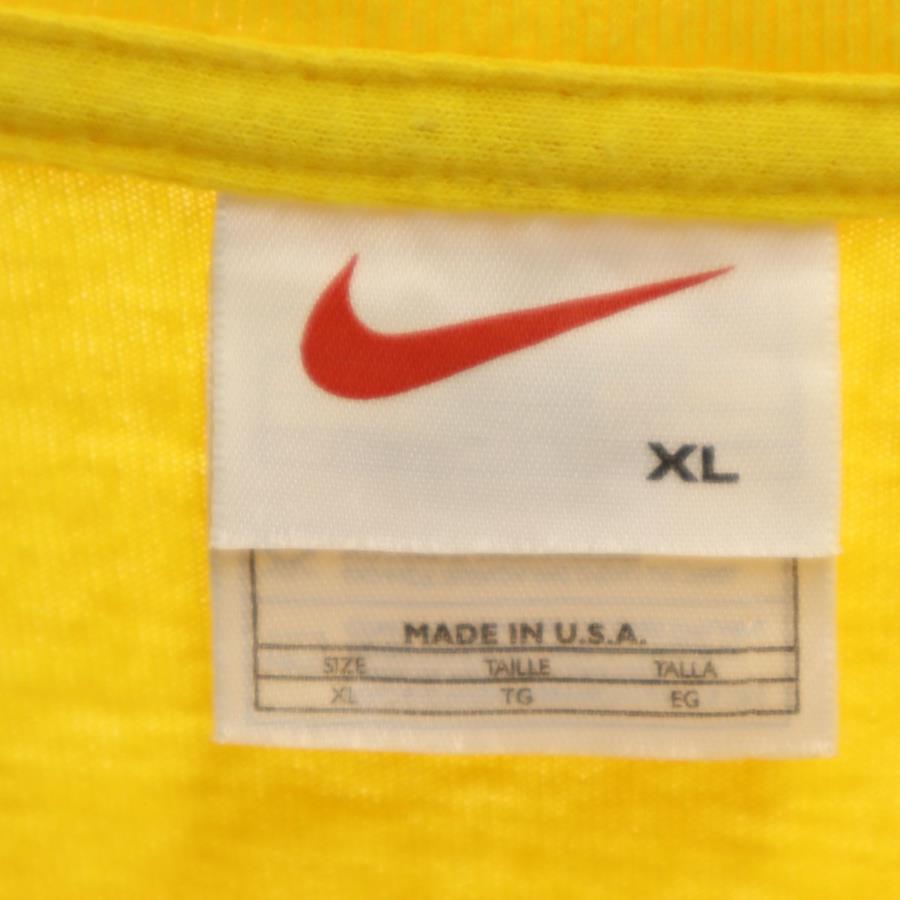 XL
MADE IN U.S.A.
SIZE TAILLE TALLA
XL TG EG